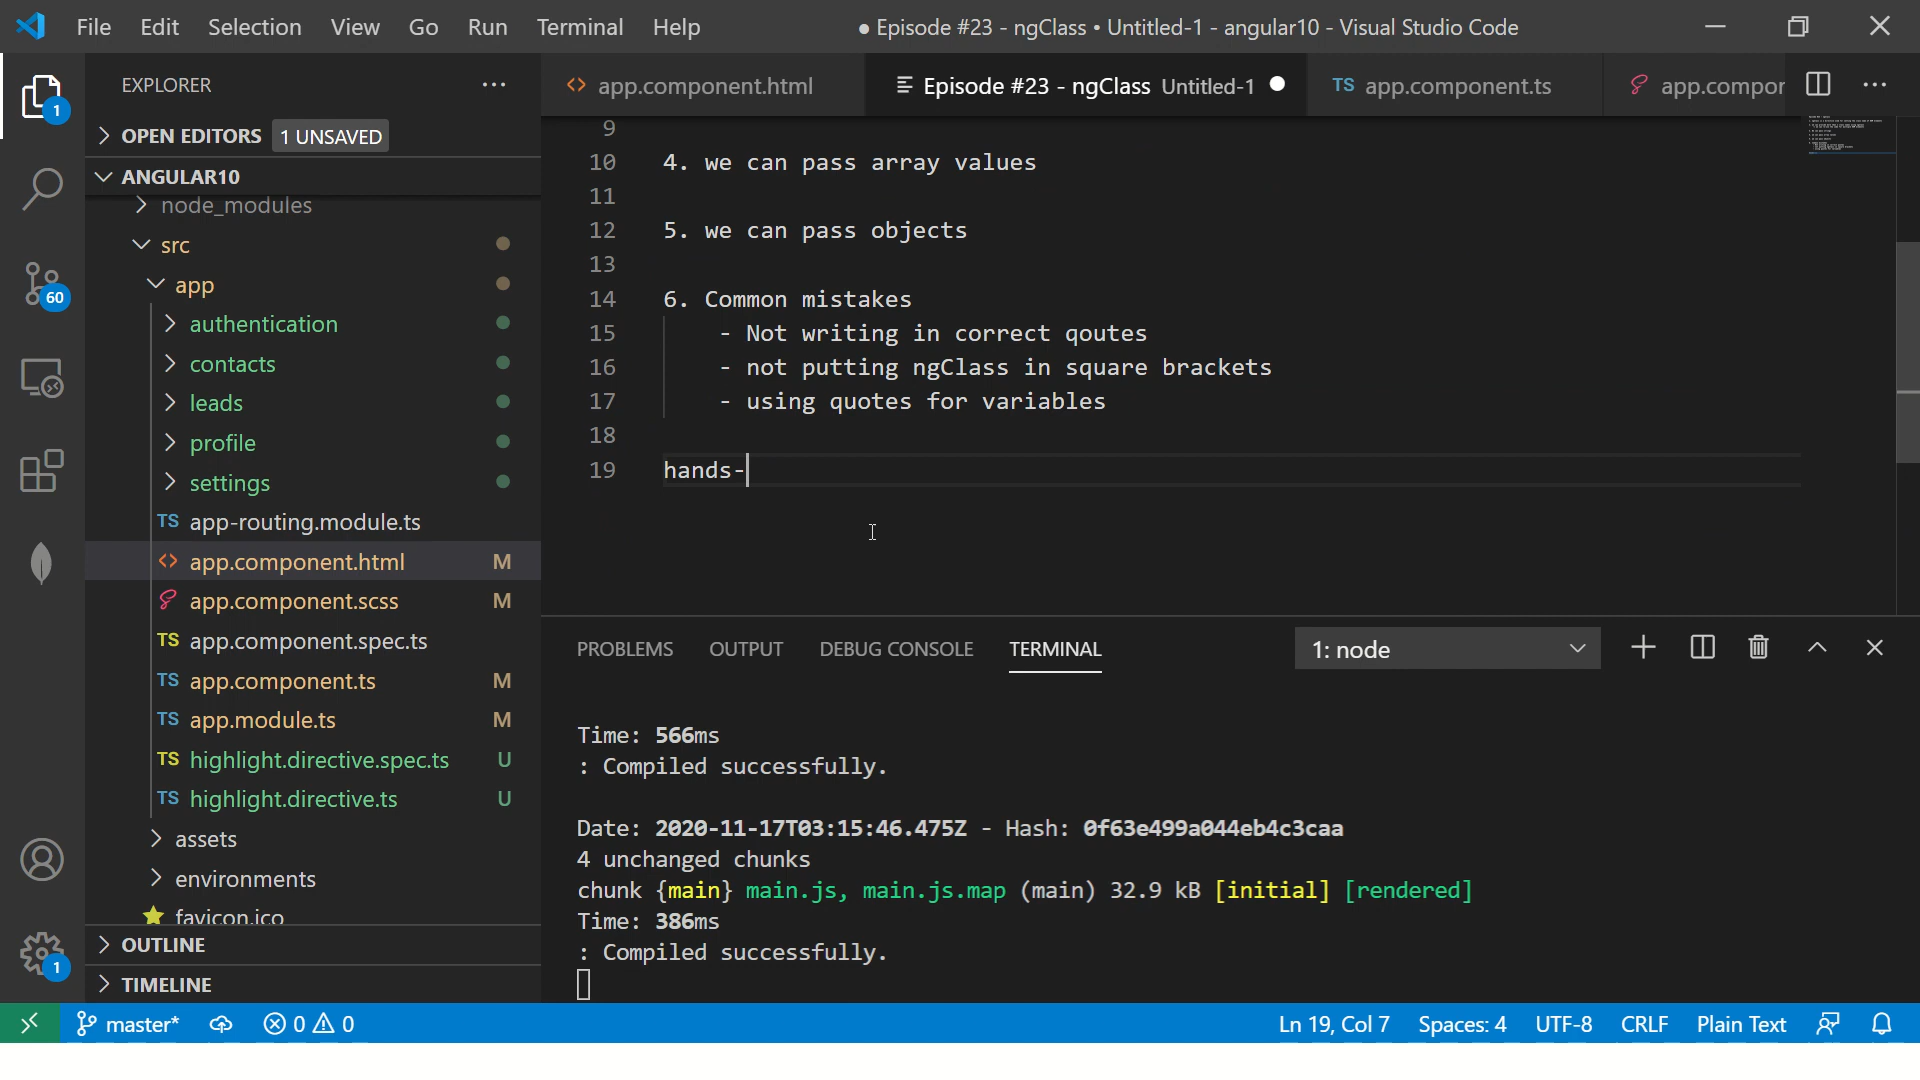 File Edit Selection View Go Run Terminal Help
● Episode #23 - ngClass • Untitled-1 - angular10 - Visual Studio Code
1
60
1
EXPLORER
OPEN EDITORS 1 UNSAVED
ANGULAR10
node_modules
src
app
authentication
contacts
leads
profile
settings
TS app-routing.module.ts
<> app.component.html M
app.component.scss M
TS app.component.spec.ts
TS app.component.ts M
TS app.module.ts M
TS highlight.directive.spec.ts U
TS highlight.directive.ts U
assets
environments
favicon.ico
OUTLINE
TIMELINE
<> app.component.html
Episode #23 - ngClass Untitled-1 ●
TS app.component.ts
app.compor
9
10 4. we can pass array values
11
12 5. we can pass objects
13
14 6. Common mistakes
15 - Not writing in correct qoutes
16 - not putting ngClass in square brackets
17 - using quotes for variables
18
19 hands-
PROBLEMS OUTPUT DEBUG CONSOLE TERMINAL 1: node
Time: 566ms
: Compiled successfully.
Date: 2020-11-17T03:15:46.475Z - Hash: 0f63e499a044eb4c3caa
4 unchanged chunks
chunk {main} main.js, main.js.map (main) 32.9 kB [initial] [rendered]
Time: 386ms
: Compiled successfully.
master* 0 0 Ln 19, Col 7 Spaces: 4 UTF-8 CRLF Plain Text